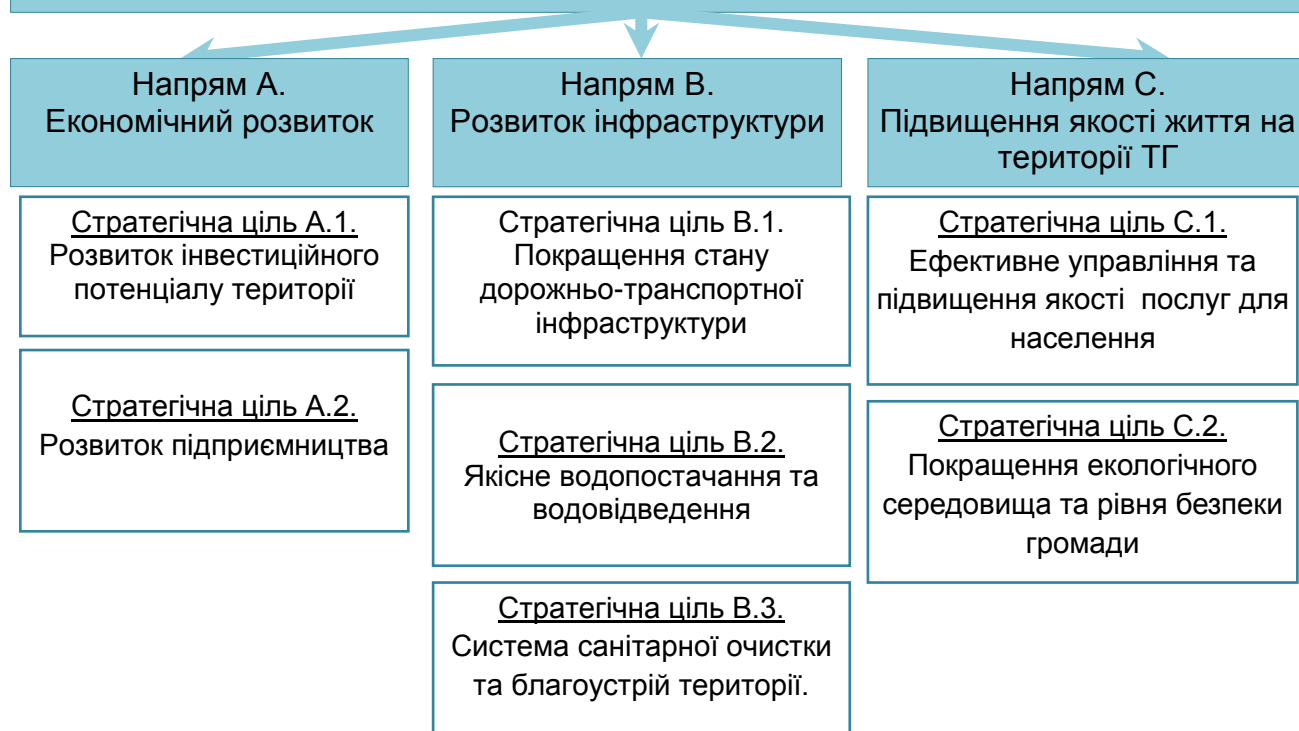 Напрям А.
Економічний розвиток
Напрям В.
Розвиток інфраструктури
Напрям С.
Підвищення якості життя на
території ТГ
Стратегічна ціль А.1.
Розвиток інвестиційного
потенціалу території
Стратегічна ціль А.2.
Розвиток підприємництва
Стратегічна ціль В.1.
Покращення стану
дорожньо-транспортної
інфраструктури
Стратегічна ціль В.2.
Якісне водопостачання та
водовідведення
Стратегічна ціль В.3.
Система санітарної очистки
та благоустрій території.
Стратегічна ціль С.1.
Ефективне управління та
підвищення якості  послуг для
населення
Стратегічна ціль С.2.
Покращення екологічного
середовища та рівня безпеки
громади